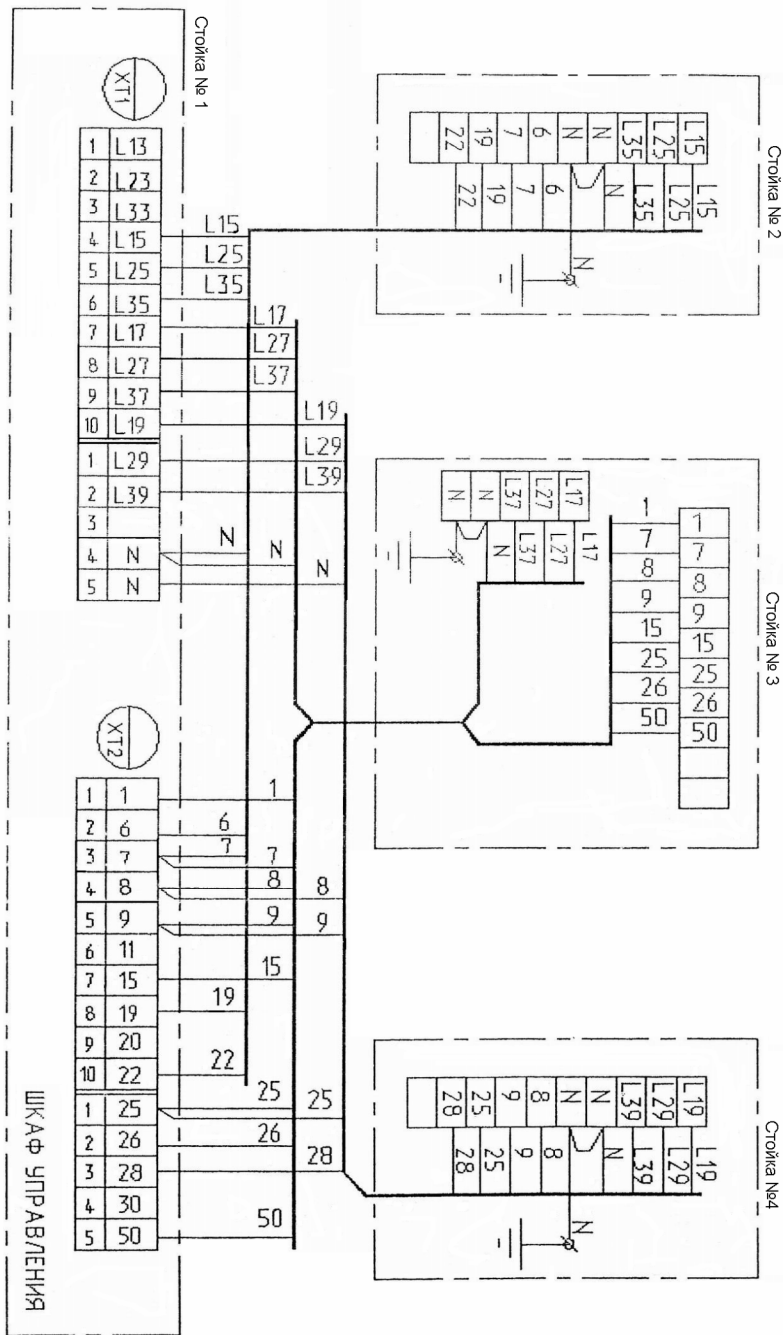 Стойка № 1
XT1
1 L13
2 L23
3 L33
4 L15
5 L25
6 L35
7 L17
8 L27
9 L37
10 L19
1 L29
2 L39
3
4 N
5 N
L15
L25
L35
L17
L27
L37
L19
L29
L39
N
N
N
XT2
1 1
2 6
3 7
4 8
5 9
6 11
7 15
8 19
9 20
10 22
1 25
2 26
3 28
4 30
5 50
1
6
7
7
8 8
9 9
15
19
22
25 25
26
28
50
ШКАФ УПРАВЛЕНИЯ
Стойка № 2
22 19 7 6 N N L35 L25 L15
22 19 7 6 N L35 L25 L15
N
Стойка № 3
N N L37 L27 L17
N L37 L27 L17
1 1
7 7
8 8
9 9
15 15
25 25
26 26
50 50
Стойка №4
28 25 9 8 N N L39 L29 L19
28 25 9 8 N L39 L29 L19
N